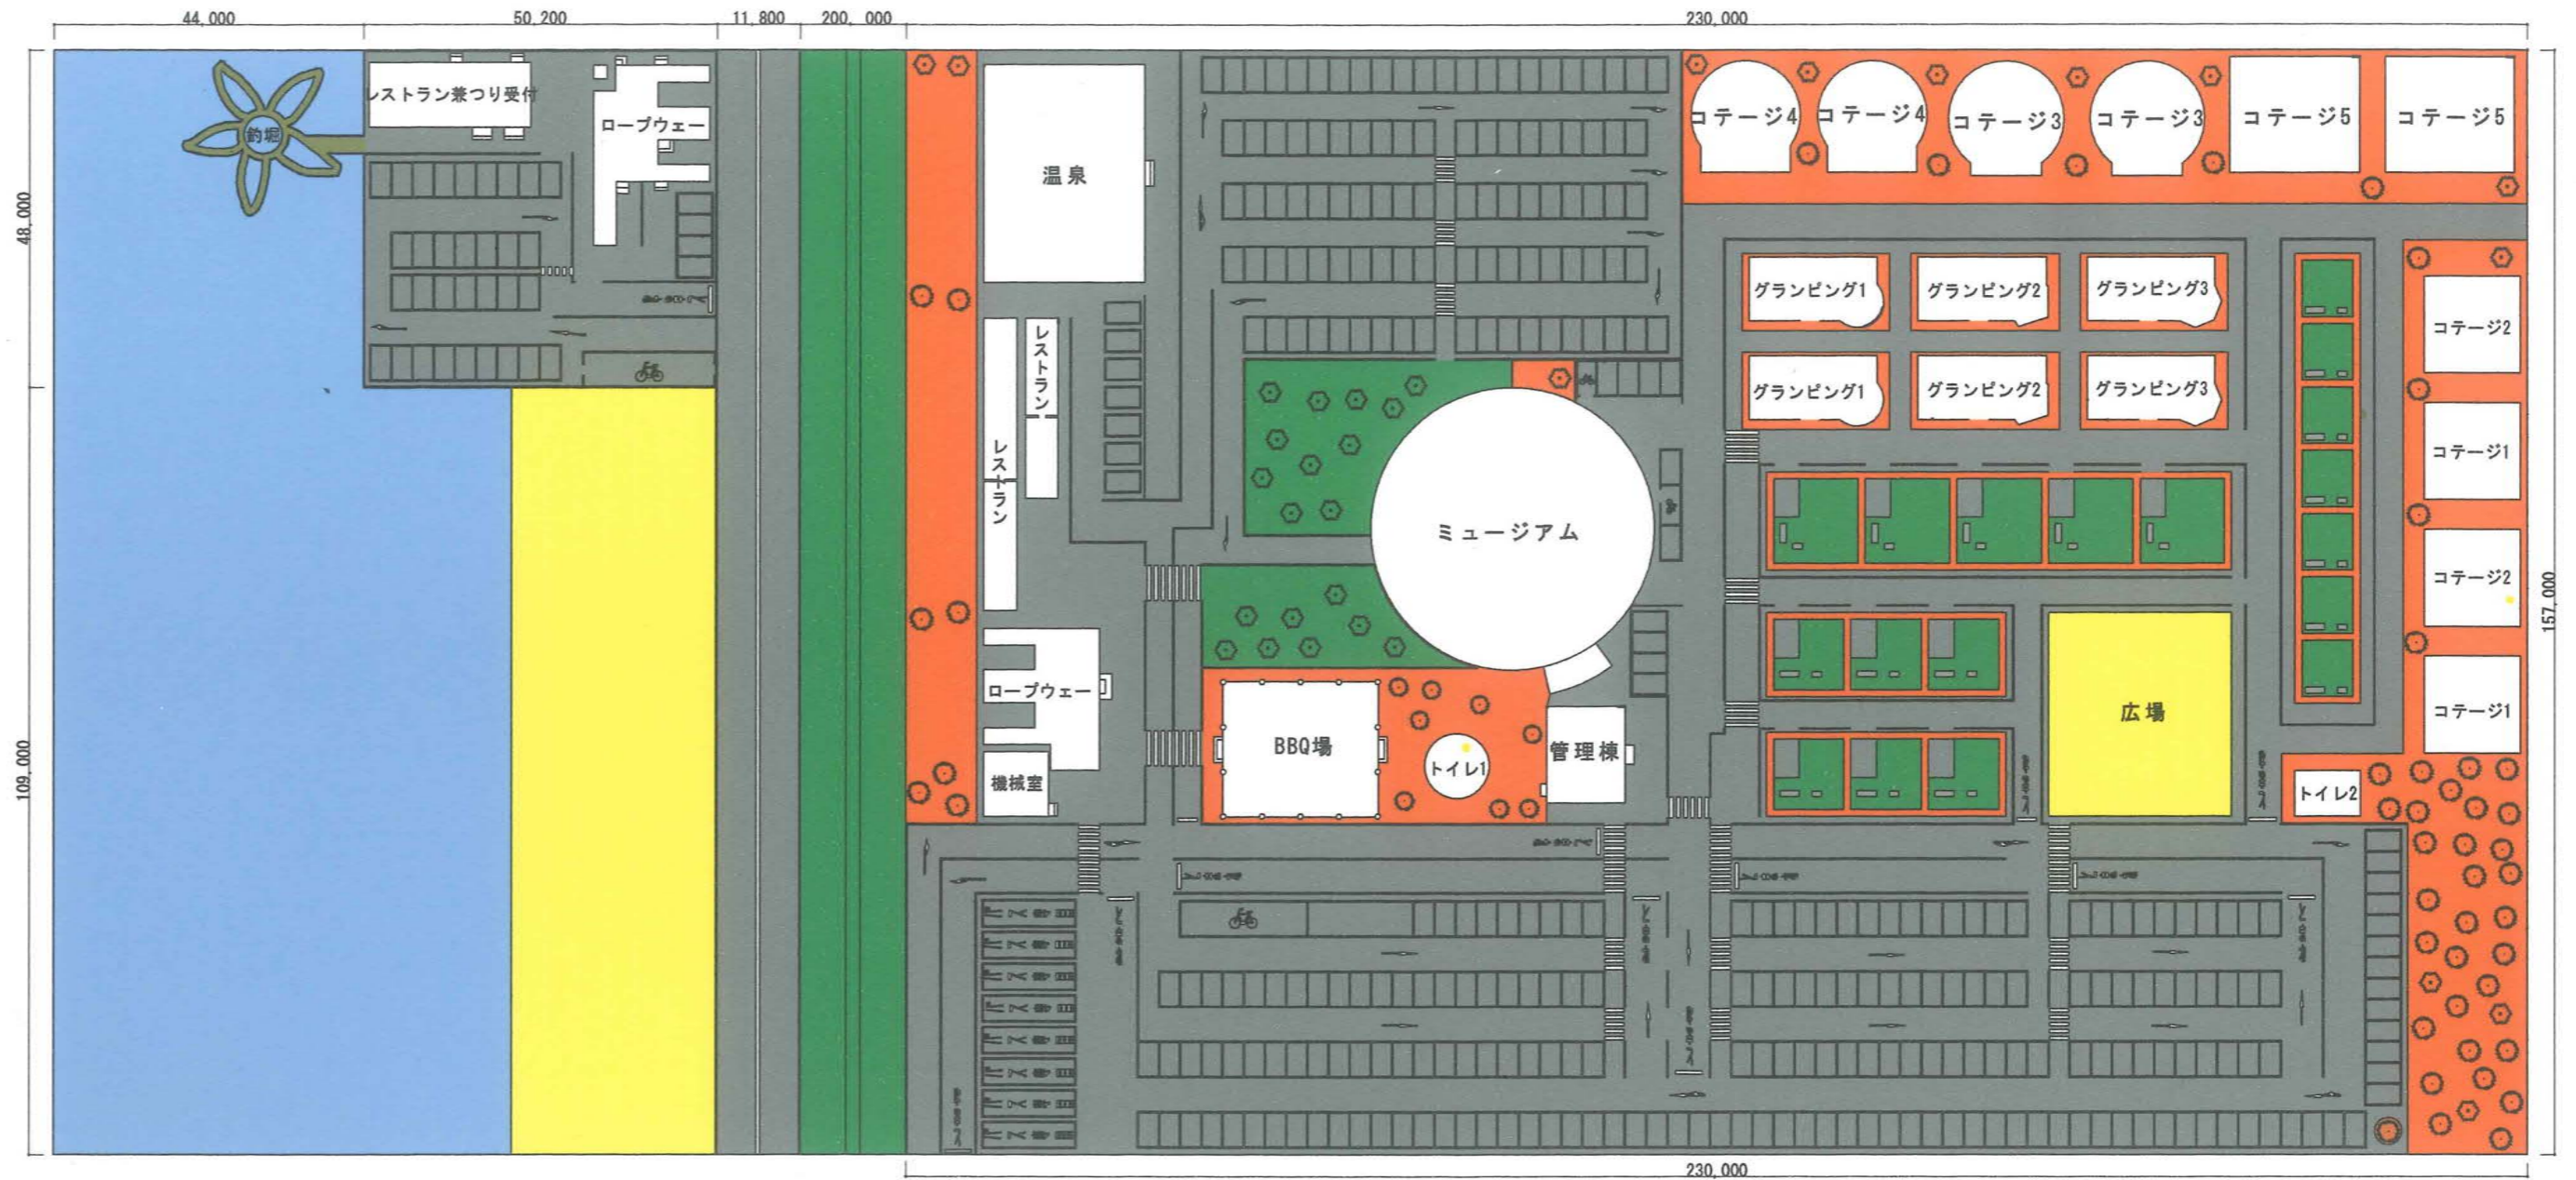 44,000
50,200
11,800
200,000
230,000
48,000
109,000
157,000
230,000
釣堀
レストラン兼つり受付
ロープウェー
温泉
レストラン
レストラン
ロープウェー
機械室
ミュージアム
BBQ場
トイレ1
管理棟
コテージ4
コテージ4
コテージ3
コテージ3
コテージ5
コテージ5
グランピング1
グランピング2
グランピング3
グランピング1
グランピング2
グランピング3
コテージ2
コテージ1
コテージ2
コテージ1
広場
トイレ2